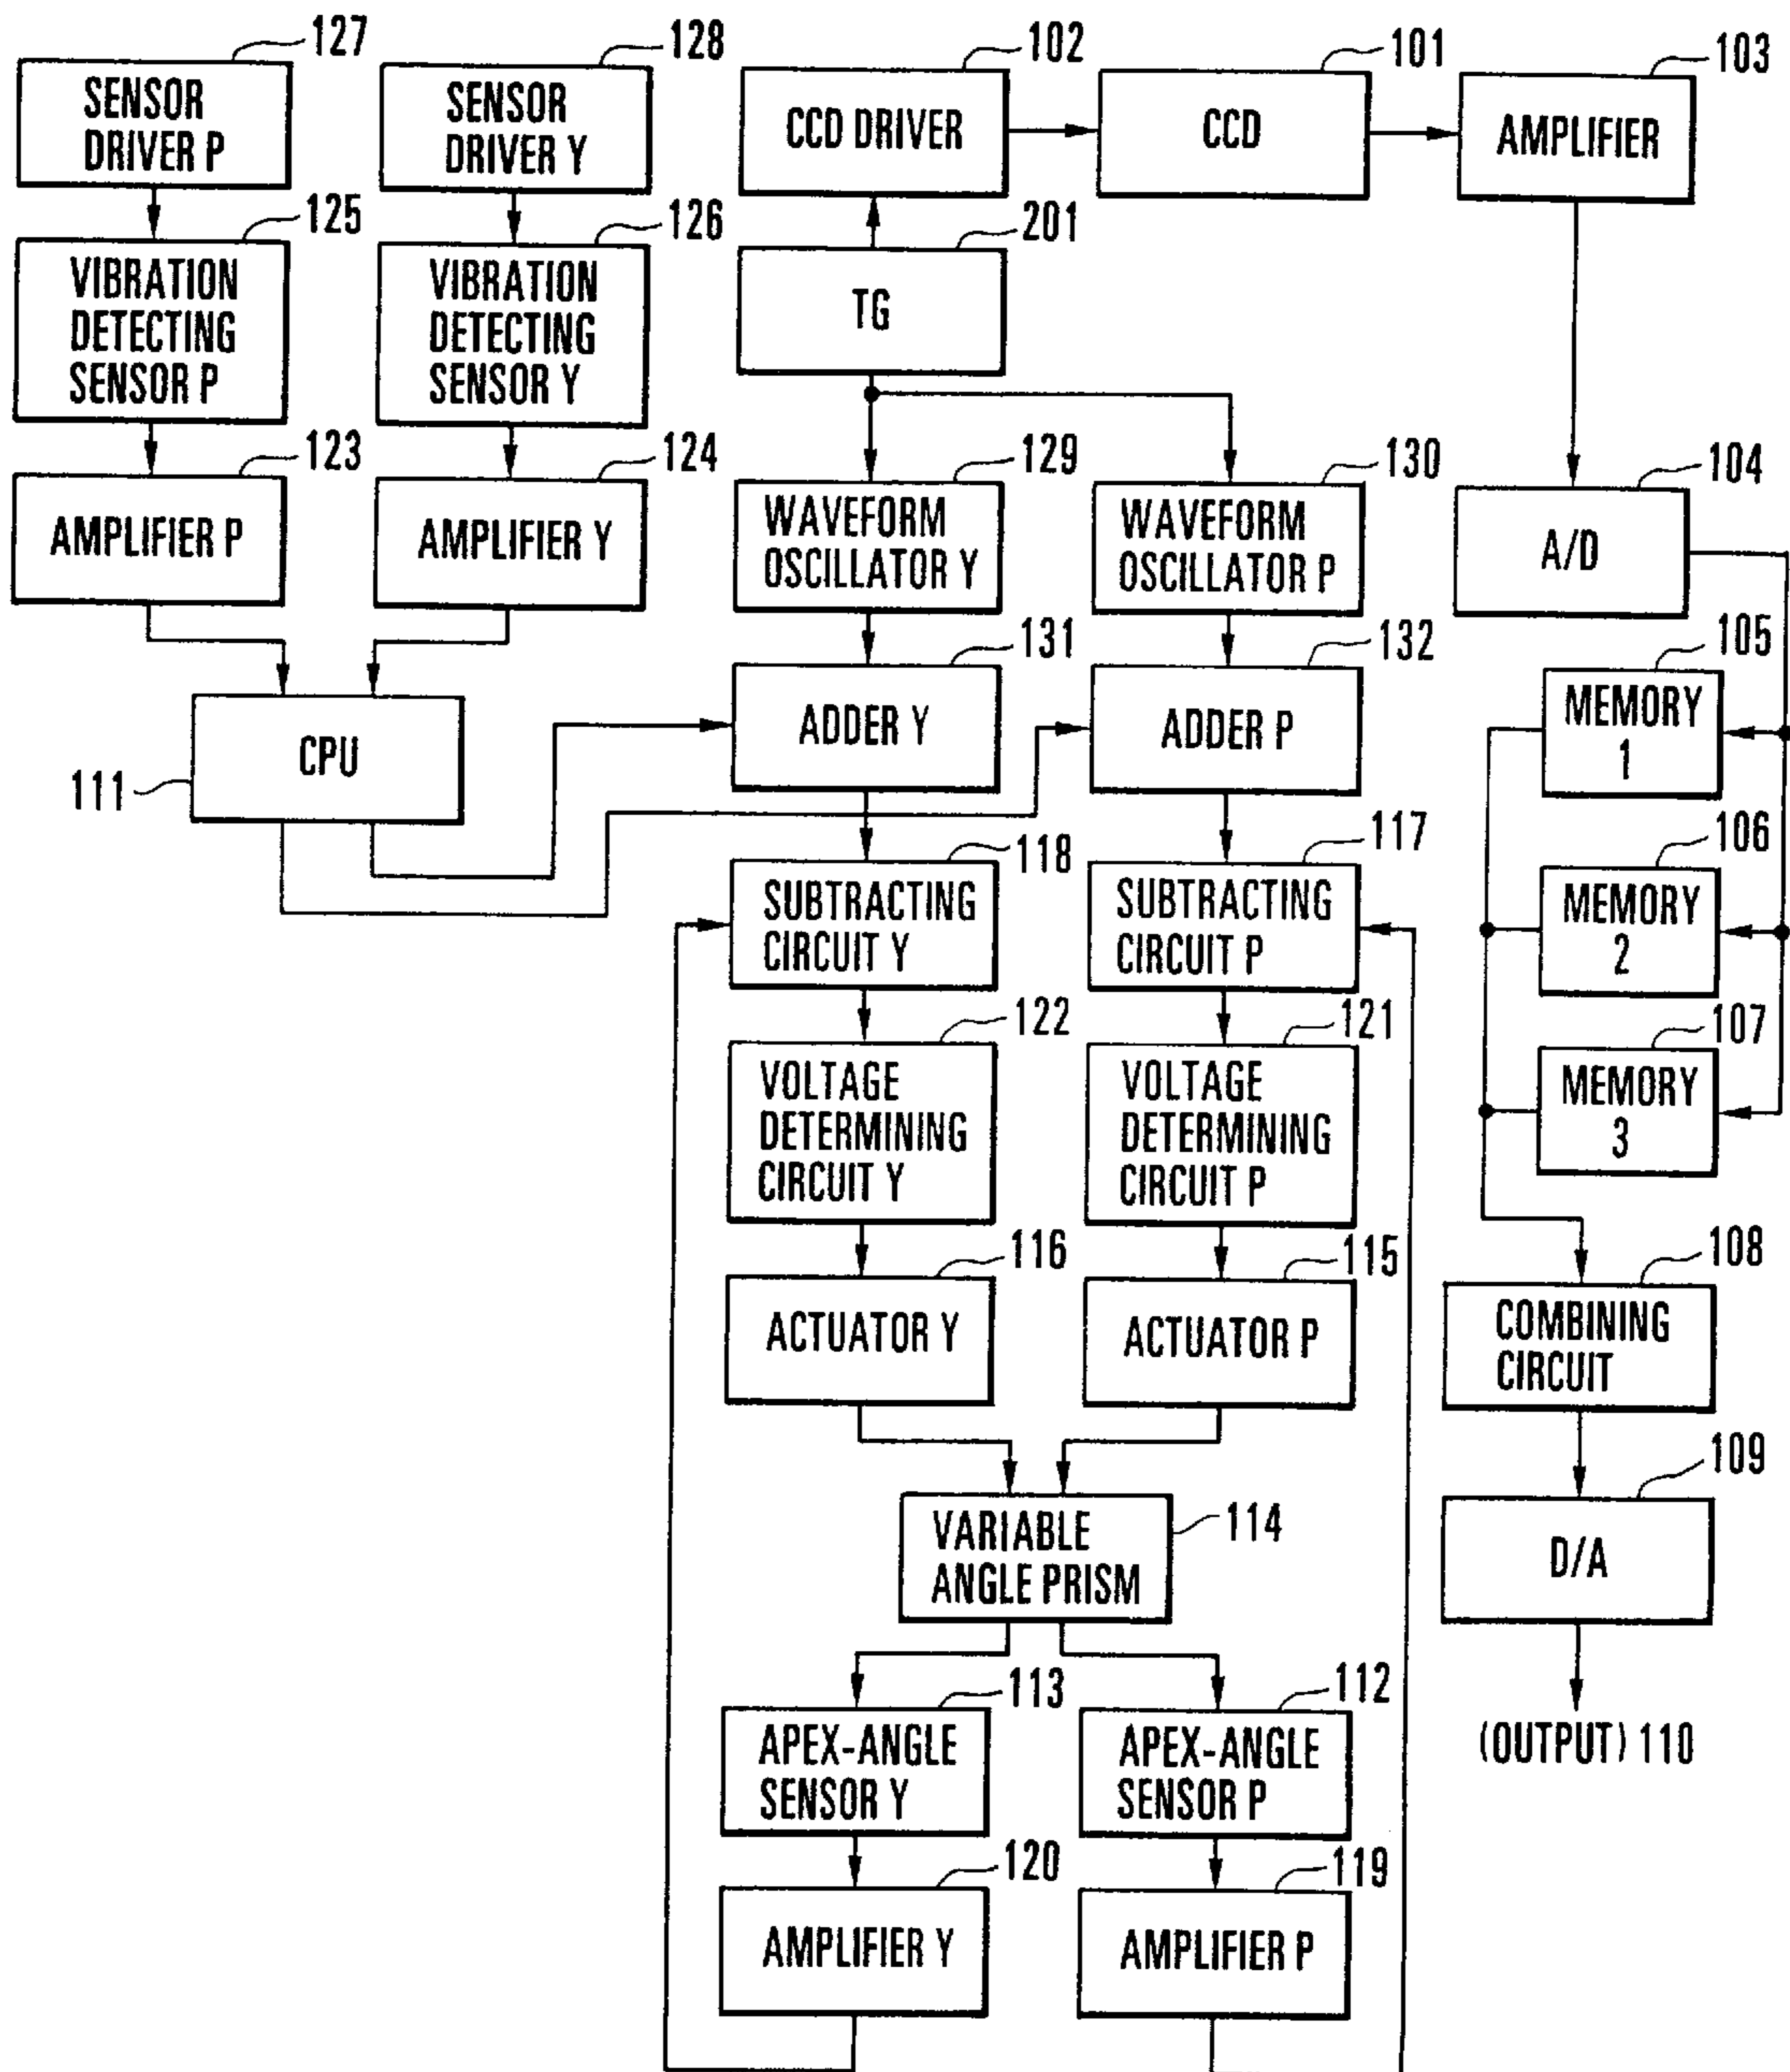 127
SENSOR
DRIVER P
128
SENSOR
DRIVER Y
102
CCD DRIVER
101
CCD
103
AMPLIFIER
125
VIBRATION
DETECTING
SENSOR P
126
VIBRATION
DETECTING
SENSOR Y
201
TG
123
AMPLIFIER P
124
AMPLIFIER Y
129
WAVEFORM
OSCILLATOR Y
130
WAVEFORM
OSCILLATOR P
104
A/D
111
CPU
131
ADDER Y
132
ADDER P
105
MEMORY
1
118
SUBTRACTING
CIRCUIT Y
117
SUBTRACTING
CIRCUIT P
106
MEMORY
2
122
VOLTAGE
DETERMINING
CIRCUIT Y
121
VOLTAGE
DETERMINING
CIRCUIT P
107
MEMORY
3
116
ACTUATOR Y
115
ACTUATOR P
108
COMBINING
CIRCUIT
114
VARIABLE
ANGLE PRISM
109
D/A
113
APEX-ANGLE
SENSOR Y
112
APEX-ANGLE
SENSOR P
(OUTPUT) 110
120
AMPLIFIER Y
119
AMPLIFIER P